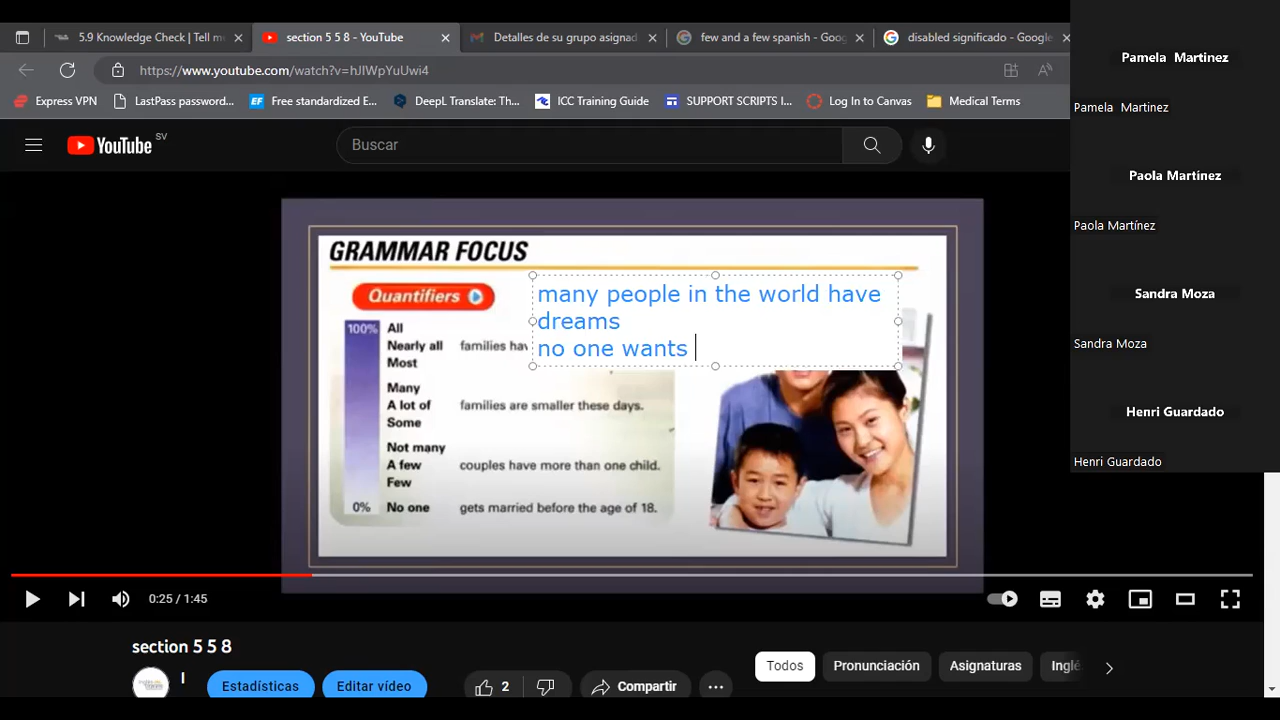 5.9 Knowledge Check | Tell m
section 5 5 8 - YouTube
Detalles de su grupo asignad
few and a few spanish - Goog
disabled significado - Google
https://www.youtube.com/watch?v=hJIWpYuUwi4
Express VPN
LastPass password...
Free standardized E...
DeepL Translate: Th...
ICC Training Guide
SUPPORT SCRIPTS I...
Log In to Canvas
Medical Terms
YouTube SV
Buscar
Pamela Martinez
Pamela Martinez
Paola Martínez
Paola Martínez
Sandra Moza
Sandra Moza
Henri Guardado
Henri Guardado
GRAMMAR FOCUS
Quantifiers
many people in the world have
dreams
no one wants
100% All
Nearly all families hav
Most
Many
A lot of families are smaller these days.
Some
Not many
A few couples have more than one child.
Few
0% No one gets married before the age of 18.
0:25 / 1:45
section 5 5 8
I
Estadísticas
Editar vídeo
2
Compartir
Todos
Pronunciación
Asignaturas
Inglé